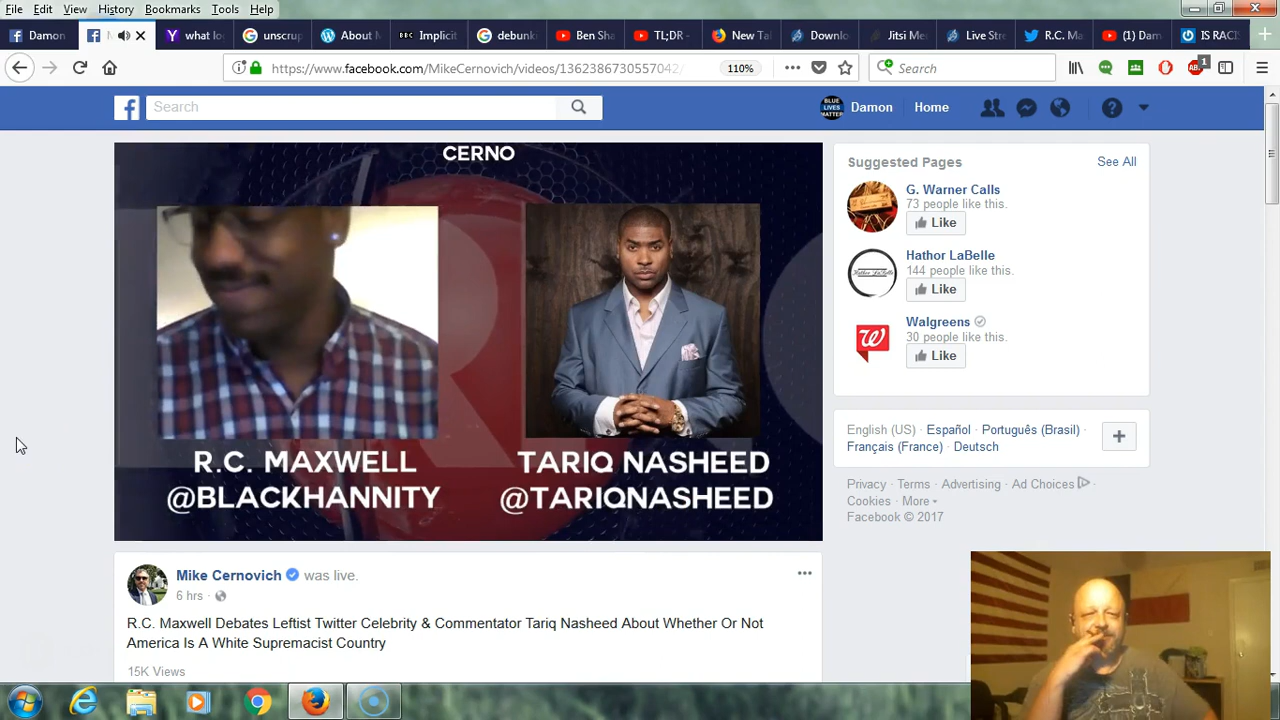 File Edit View History Bookmarks Tools Help
Damon
what lo
unscrup
About M
BBC Implicit
debunki
Ben Sha
TL;DR -
New Tal
Downlo
Jitsi Me
Live Stre
R.C. Ma
(1) Dam
IS RACIS
https://www.facebook.com/MikeCernovich/videos/1362386730557042/
110%
Search
1
Search
BLUE LIVES MATTER
Damon Home
CERNO
R.C. MAXWELL
@BLACKHANNITY
TARIQ NASHEED
@TARIQNASHEED
Suggested Pages See All
G. Warner Calls
73 people like this.
Like
Hathor LaBelle
144 people like this.
Like
Walgreens
30 people like this.
Like
English (US) · Español · Português (Brasil) ·
Français (France) · Deutsch
Privacy · Terms · Advertising · Ad Choices ·
Cookies · More
Facebook © 2017
Mike Cernovich was live.
6 hrs ·
R.C. Maxwell Debates Leftist Twitter Celebrity & Commentator Tariq Nasheed About Whether Or Not
America Is A White Supremacist Country
15K Views